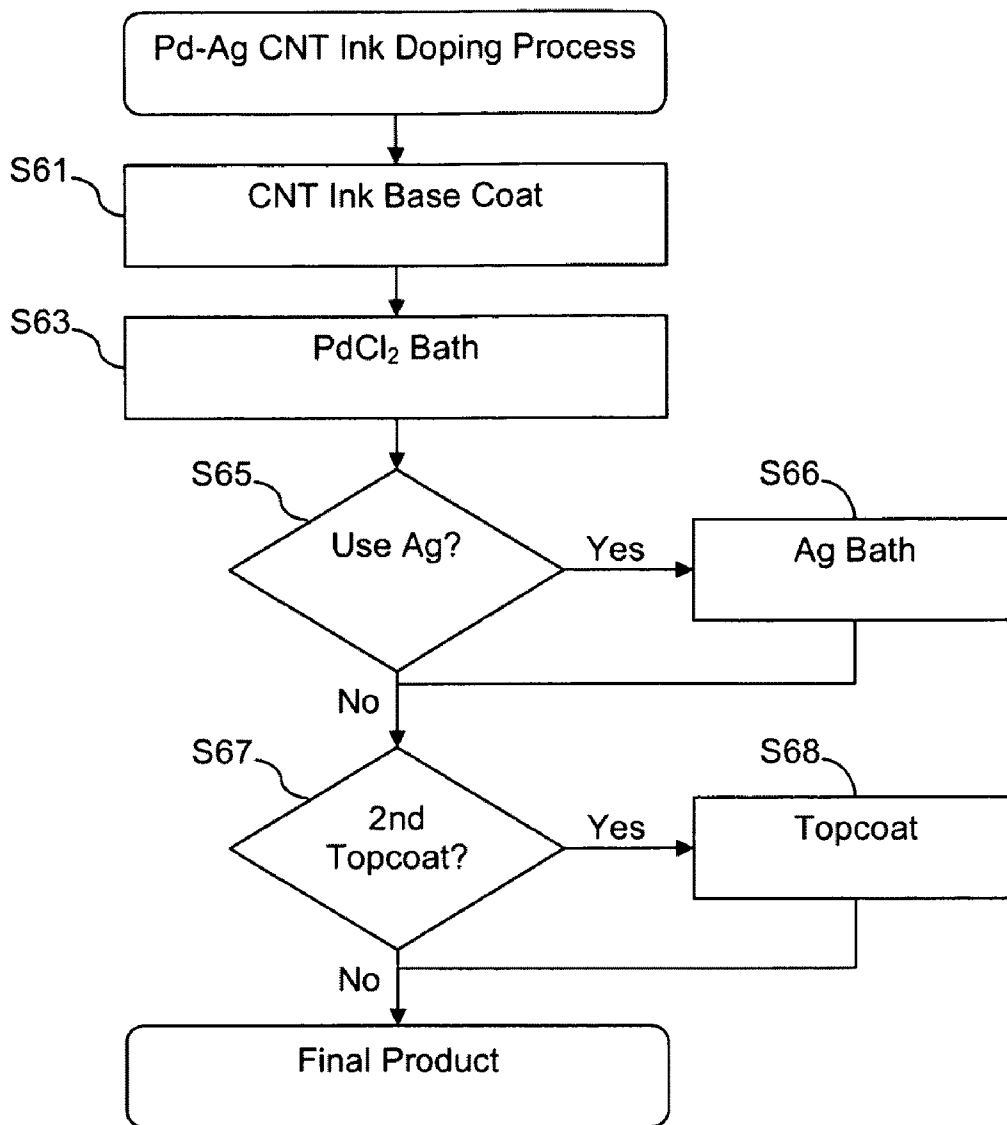 Pd-Ag CNT Ink Doping Process
S61
CNT Ink Base Coat
S63
PdCl₂ Bath
S65
Use Ag?
Yes
S66
Ag Bath
No
S67
2nd
Topcoat?
Yes
S68
Topcoat
No
Final Product